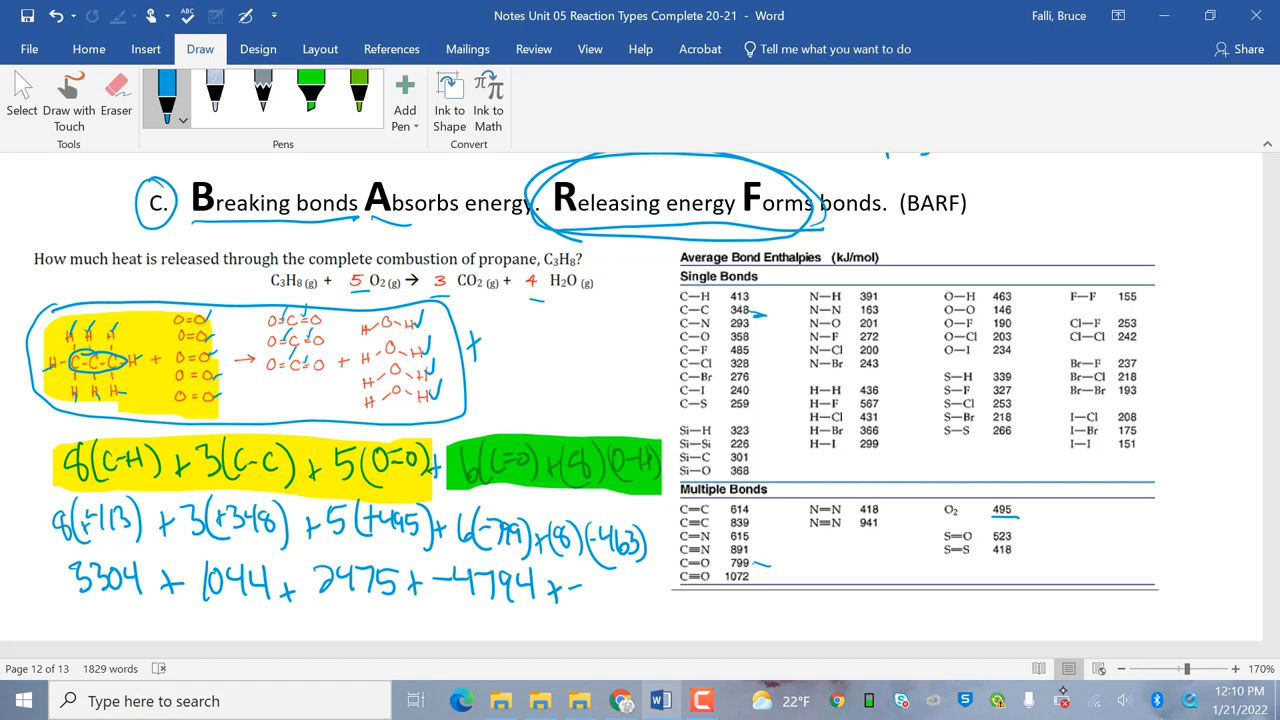 Notes Unit 05 Reaction Types Complete 20-21 - Word
Falli, Bruce
File Home Insert Draw Design Layout References Mailings Review View Help Acrobat Tell me what you want to do Share
Select Draw with Touch Eraser Add Pen Ink to Shape Ink to Math
Tools Pens Convert
C. Breaking bonds Absorbs energy. Releasing energy Forms bonds. (BARF)
How much heat is released through the complete combustion of propane, C3H8?
C3H8 (g) + 5 O2 (g) → 3 CO2 (g) + 4 H2O (g)
H H H
H-C-C-C-H
H H H
+
O=O
O=O
O=O
O=O
O=O
→
O=C=O
O=C=O
O=C=O
+
H O H
H O H
H O H
H O H
+
8(C-H) + 3(C-C) + 5(O=O) + 6(C=O) + (8)(O-H)
8(+413) + 3(+348) + 5(+495) + 6(-799) + (8)(-463)
3304 + 1044 + 2475 + -4794 + -
Average Bond Enthalpies (kJ/mol)
Single Bonds
C—H 413 N—H 391 O—H 463 F—F 155
C—C 348 N—N 163 O—O 146
C—N 293 N—O 201 O—F 190 Cl—F 253
C—O 358 N—F 272 O—Cl 203 Cl—Cl 242
C—F 485 N—Cl 200 O—I 234
C—Cl 328 N—Br 243 Br—F 237
C—Br 276 S—H 339 Br—Cl 218
C—I 240 H—H 436 S—F 327 Br—Br 193
C—S 259 H—F 567 S—Cl 253
H—Cl 431 S—Br 218 I—Cl 208
Si—H 323 H—Br 366 S—S 266 I—Br 175
Si—Si 226 H—I 299 I—I 151
Si—C 301
Si—O 368
Multiple Bonds
C=C 614 N=N 418 O2 495
C≡C 839 N≡N 941
C=N 615 S=O 523
C≡N 891 S=S 418
C=O 799
C≡O 1072
Page 12 of 13 1829 words 170%
Type here to search 22°F 12:10 PM
1/21/2022